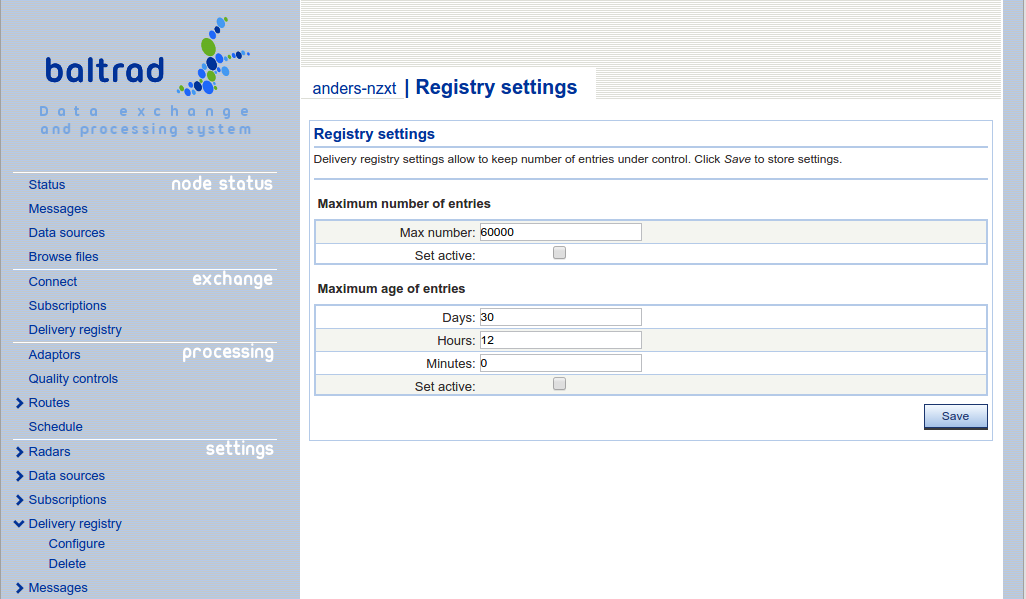 baltrad
Data exchange
and processing system
node status
Status
Messages
Data sources
Browse files
exchange
Connect
Subscriptions
Delivery registry
processing
Adaptors
Quality controls
Routes
Schedule
settings
Radars
Data sources
Subscriptions
Delivery registry
Configure
Delete
Messages
anders-nzxt | Registry settings
Registry settings
Delivery registry settings allow to keep number of entries under control. Click Save to store settings.
Maximum number of entries
Max number: 60000
Set active:
Maximum age of entries
Days: 30
Hours: 12
Minutes: 0
Set active:
Save